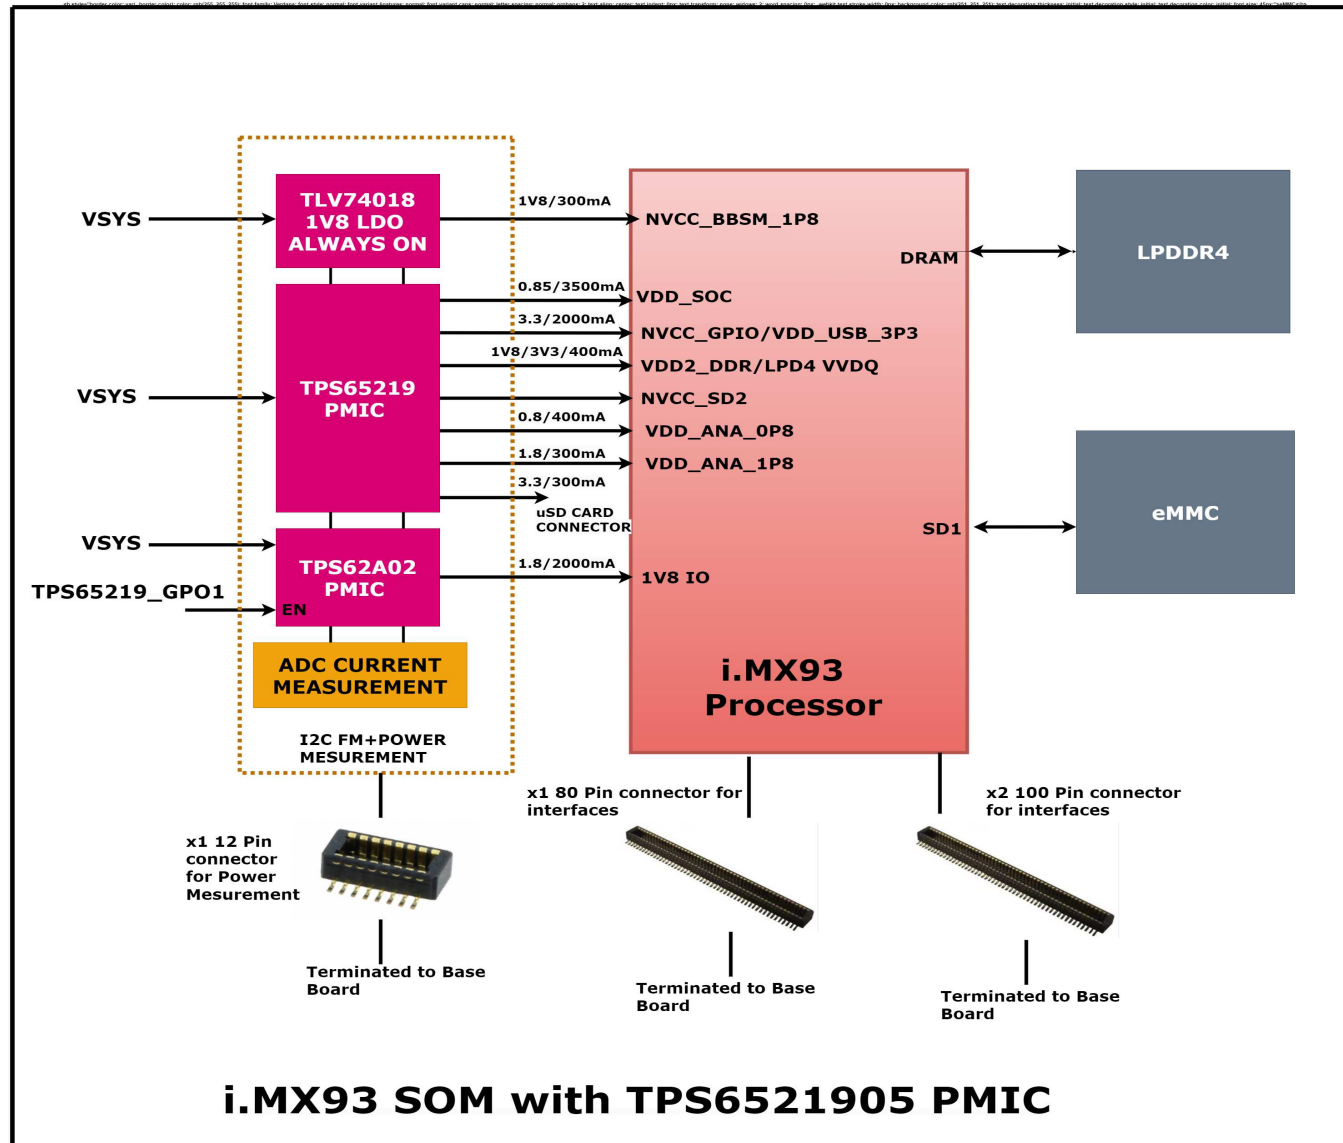 TLV74018
1V8 LDO
ALWAYS ON
VSYS
1V8/300mA
NVCC_BBSM_1P8
DRAM
LPDDR4
0.85/3500mA
VDD_SOC
3.3/2000mA
NVCC_GPIO/VDD_USB_3P3
1V8/3V3/400mA
VDD2_DDR/LPD4 VVDQ
VSYS
TPS65219
PMIC
NVCC_SD2
0.8/400mA
VDD_ANA_0P8
1.8/300mA
VDD_ANA_1P8
3.3/300mA
uSD CARD
CONNECTOR
SD1
eMMC
VSYS
TPS65219_GPO1
TPS62A02
PMIC
EN
1.8/2000mA
1V8 IO
ADC CURRENT
MEASUREMENT
i.MX93
Processor
I2C FM+POWER
MESUREMENT
x1 12 Pin
connector
for Power
Mesurement
x1 80 Pin connector for
interfaces
x2 100 Pin connector
for interfaces
Terminated to Base
Board
Terminated to Base
Board
Terminated to Base
Board
i.MX93 SOM with TPS6521905 PMIC